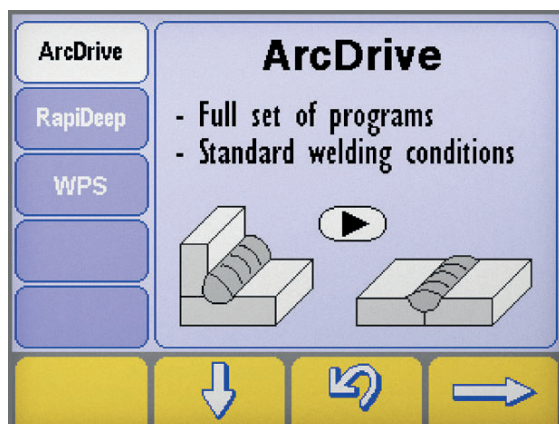 ArcDrive
RapiDeep
WPS
ArcDrive
- Full set of programs
- Standard welding conditions